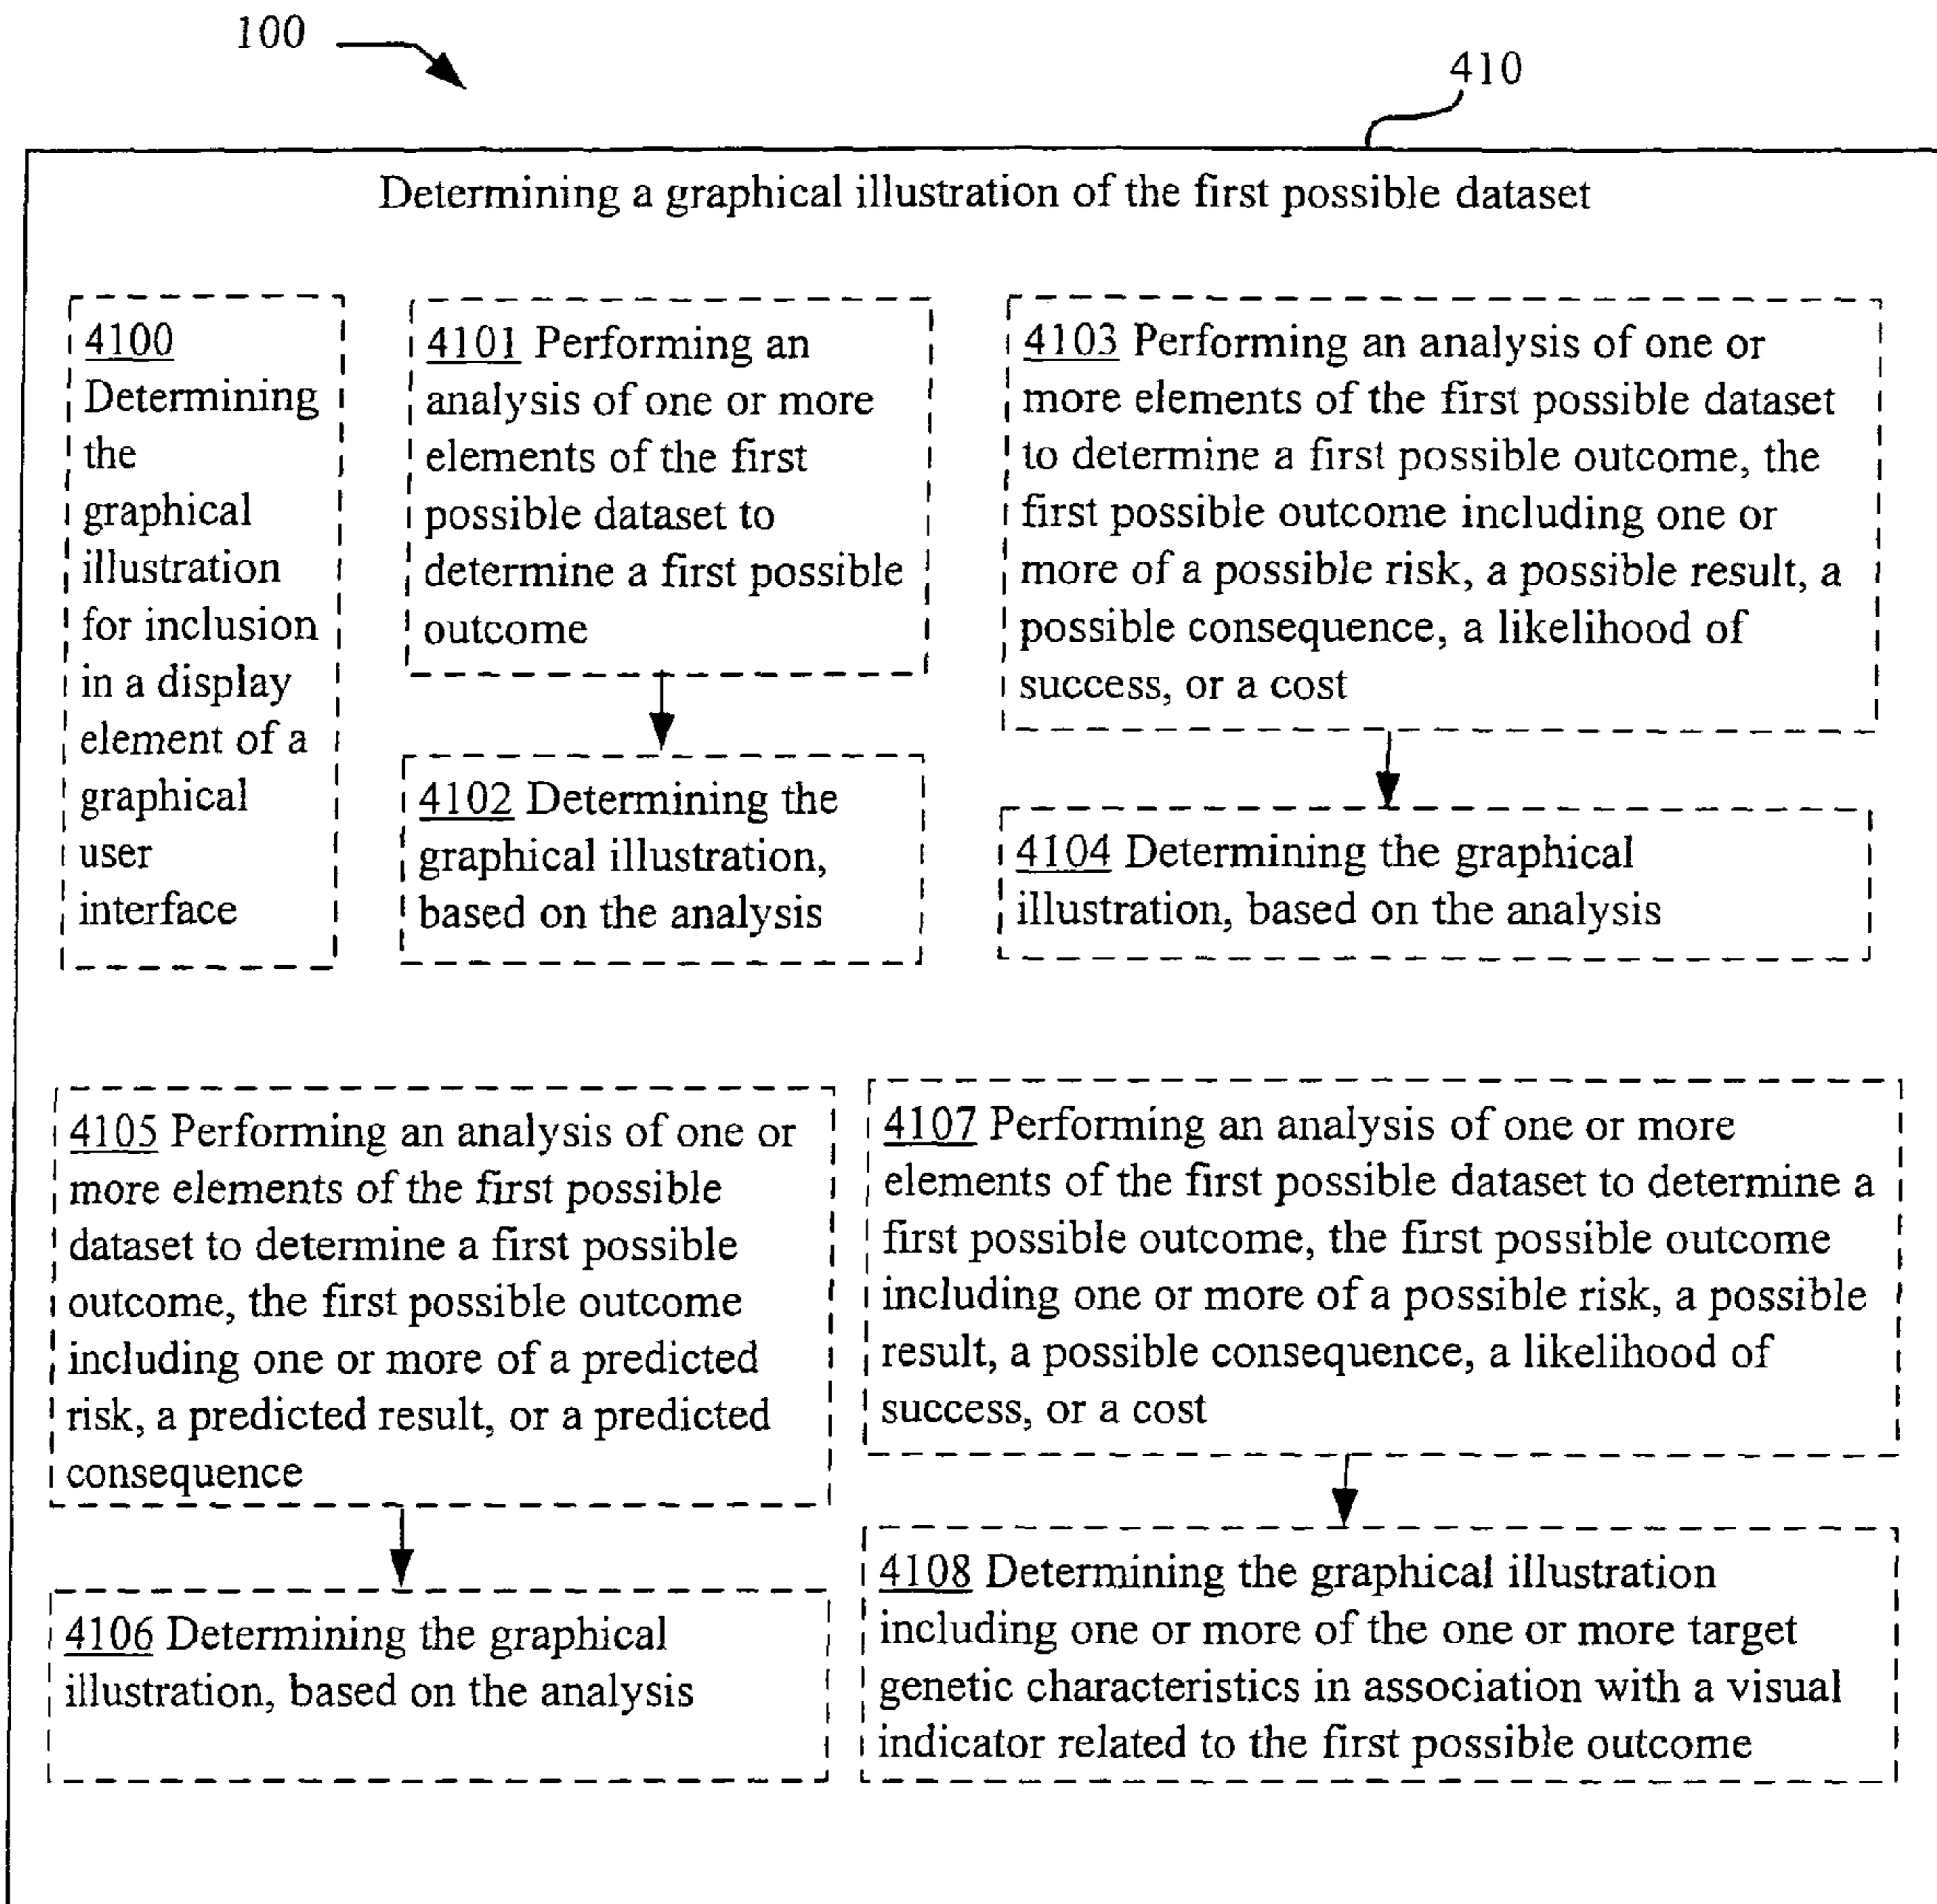 100
410
Determining a graphical illustration of the first possible dataset
4100
Determining
the
graphical
illustration
for inclusion
in a display
element of a
graphical
user
interface
4101 Performing an
analysis of one or more
elements of the first
possible dataset to
determine a first possible
outcome
4102 Determining the
graphical illustration,
based on the analysis
4103 Performing an analysis of one or
more elements of the first possible dataset
to determine a first possible outcome, the
first possible outcome including one or
more of a possible risk, a possible result, a
possible consequence, a likelihood of
success, or a cost
4104 Determining the graphical
illustration, based on the analysis
4105 Performing an analysis of one or
more elements of the first possible
dataset to determine a first possible
outcome, the first possible outcome
including one or more of a predicted
risk, a predicted result, or a predicted
consequence
4106 Determining the graphical
illustration, based on the analysis
4107 Performing an analysis of one or more
elements of the first possible dataset to determine a
first possible outcome, the first possible outcome
including one or more of a possible risk, a possible
result, a possible consequence, a likelihood of
success, or a cost
4108 Determining the graphical illustration
including one or more of the one or more target
genetic characteristics in association with a visual
indicator related to the first possible outcome